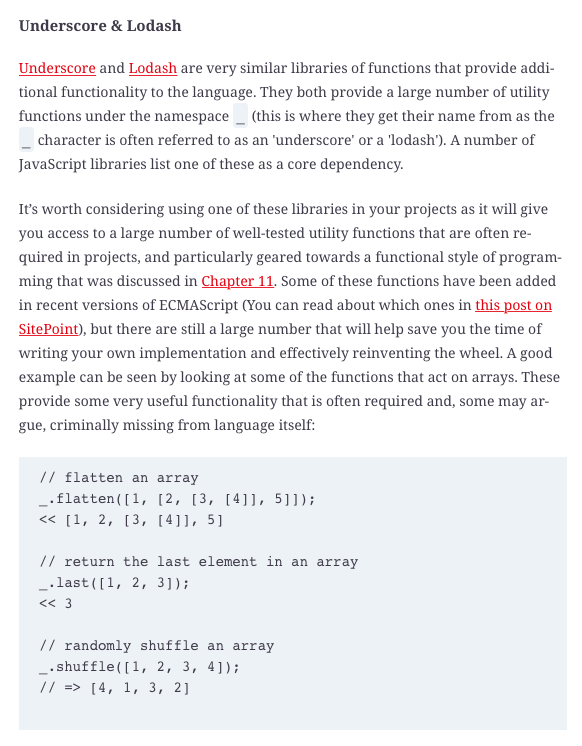 Underscore & Lodash
Underscore and Lodash are very similar libraries of functions that provide addi-
tional functionality to the language. They both provide a large number of utility
functions under the namespace _ (this is where they get their name from as the
_ character is often referred to as an 'underscore' or a 'lodash'). A number of
JavaScript libraries list one of these as a core dependency.
It’s worth considering using one of these libraries in your projects as it will give
you access to a large number of well-tested utility functions that are often re-
quired in projects, and particularly geared towards a functional style of program-
ming that was discussed in Chapter 11. Some of these functions have been added
in recent versions of ECMAScript (You can read about which ones in this post on
SitePoint), but there are still a large number that will help save you the time of
writing your own implementation and effectively reinventing the wheel. A good
example can be seen by looking at some of the functions that act on arrays. These
provide some very useful functionality that is often required and, some may ar-
gue, criminally missing from language itself:
// flatten an array
_.flatten([1, [2, [3, [4]], 5]]);
<< [1, 2, [3, [4]], 5]
// return the last element in an array
_.last([1, 2, 3]);
<< 3
// randomly shuffle an array
_.shuffle([1, 2, 3, 4]);
// => [4, 1, 3, 2]